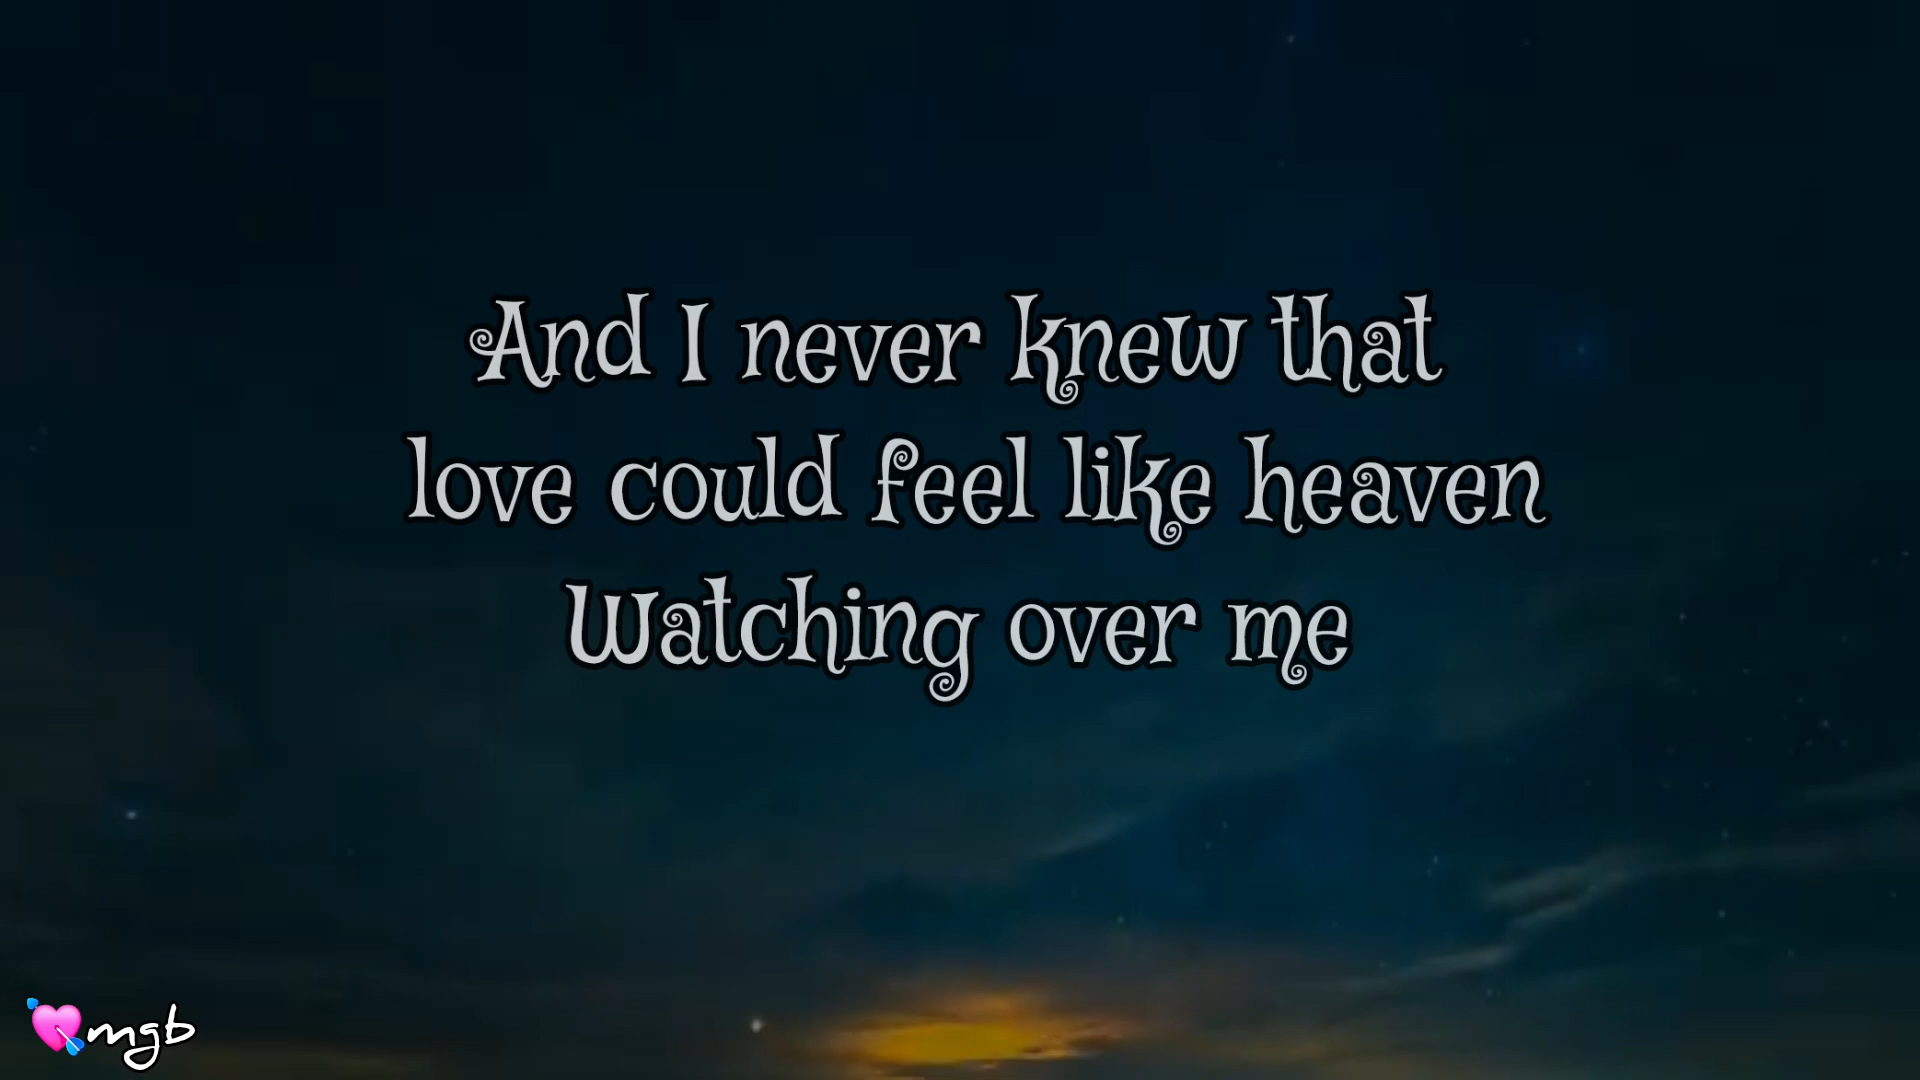 And I never knew that
love could feel like heaven
Watching over me
mgb